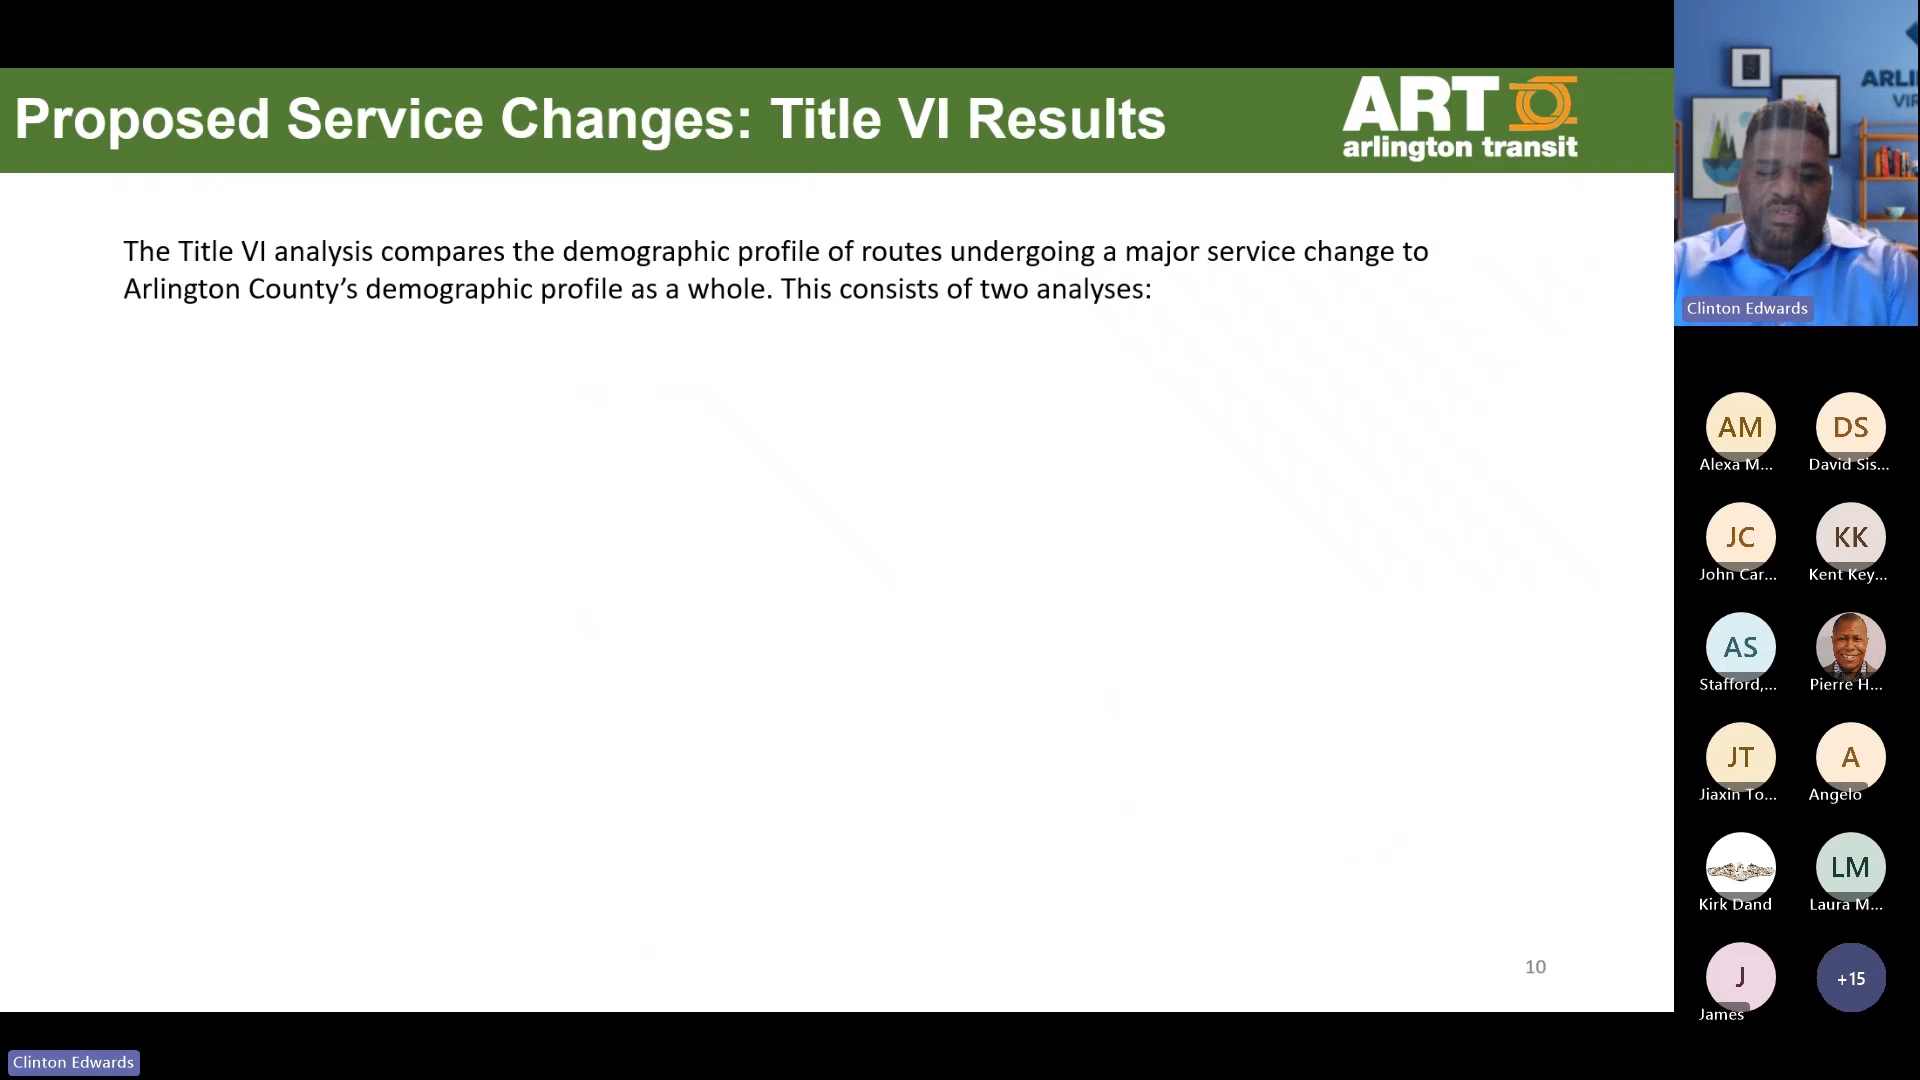 Proposed Service Changes: Title VI Results
ART
arlington transit
The Title VI analysis compares the demographic profile of routes undergoing a major service change to
Arlington County’s demographic profile as a whole. This consists of two analyses:
10
ARLI
VIR
Clinton Edwards
AM
Alexa M...
DS
David Sis...
JC
John Car...
KK
Kent Key...
AS
Stafford,...
Pierre H...
JT
Jiaxin To...
A
Angelo
Kirk Dand
LM
Laura M...
J
James
+15
Clinton Edwards